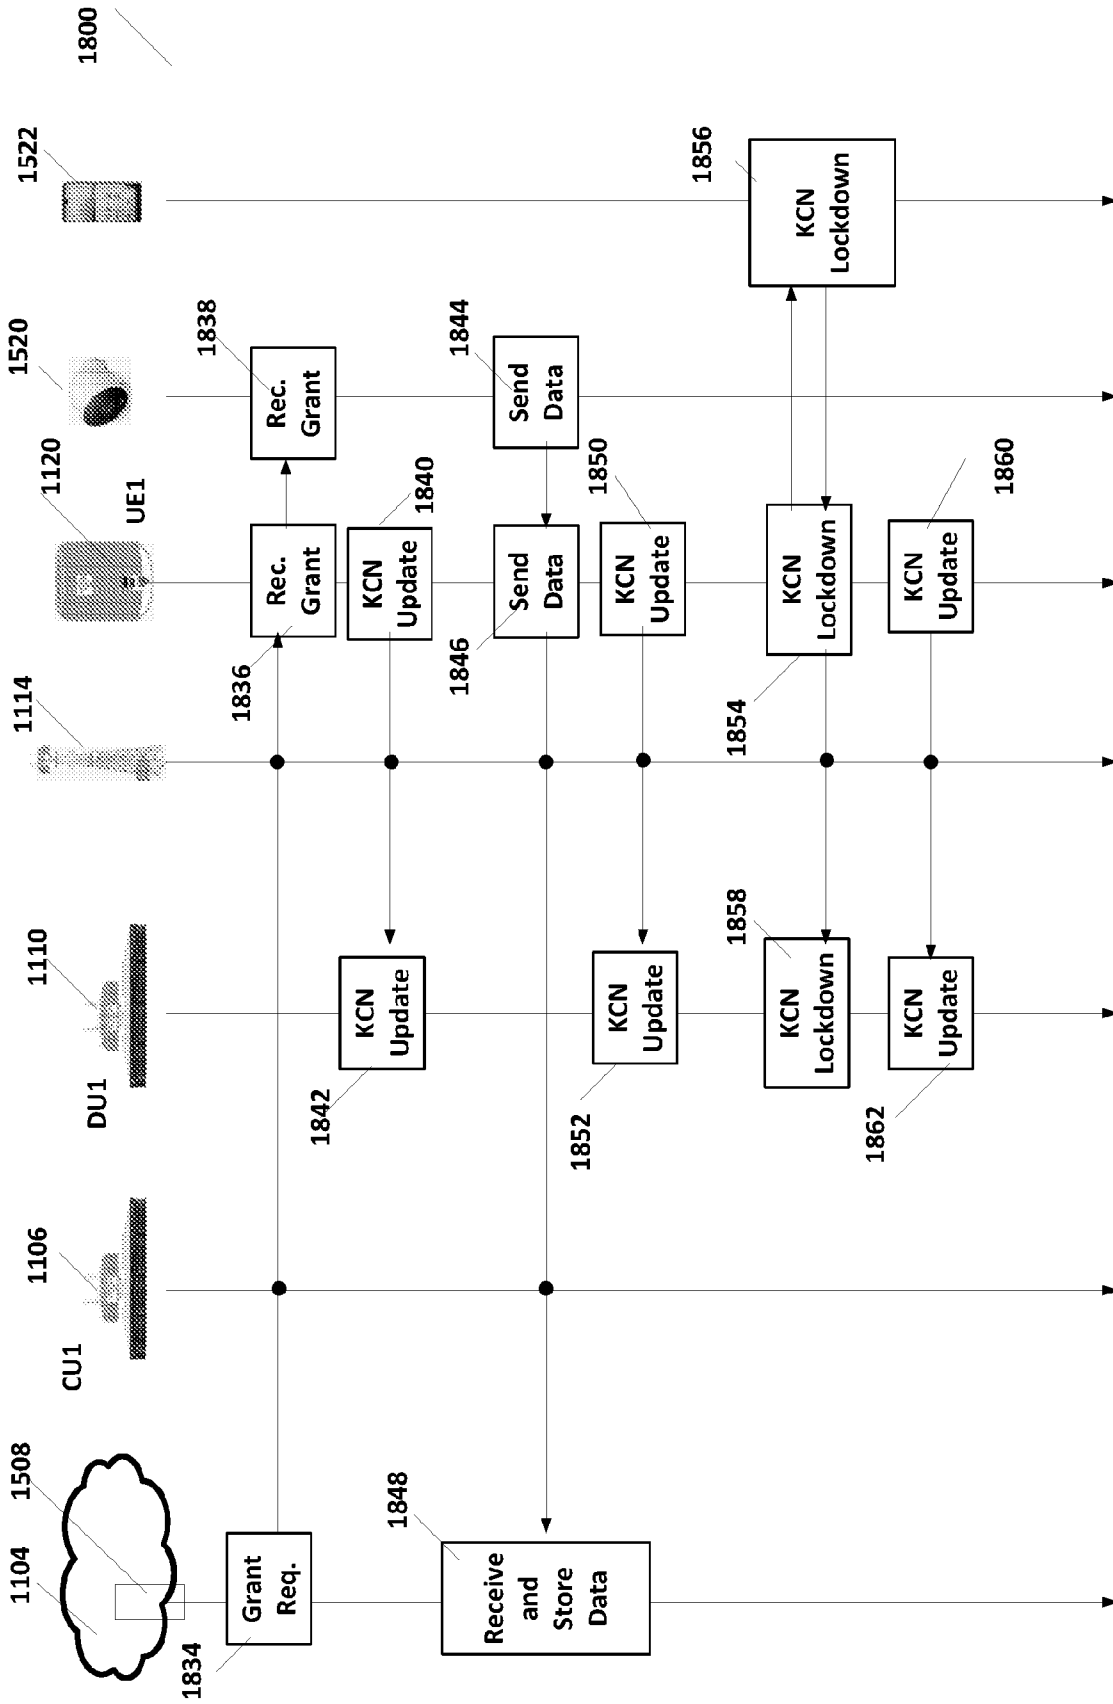 1800
1104
1508
CU1
1106
DU1
1110
1114
UE1
1120
1520
1522
1834
Grant
Req.
1836
Rec.
Grant
1838
Rec.
Grant
1840
KCN
Update
1842
KCN
Update
1844
Send
Data
1846
Send
Data
1848
Receive
and
Store
Data
1850
KCN
Update
1852
KCN
Update
1854
KCN
Lockdown
1856
KCN
Lockdown
1858
KCN
Lockdown
1860
KCN
Update
1862
KCN
Update